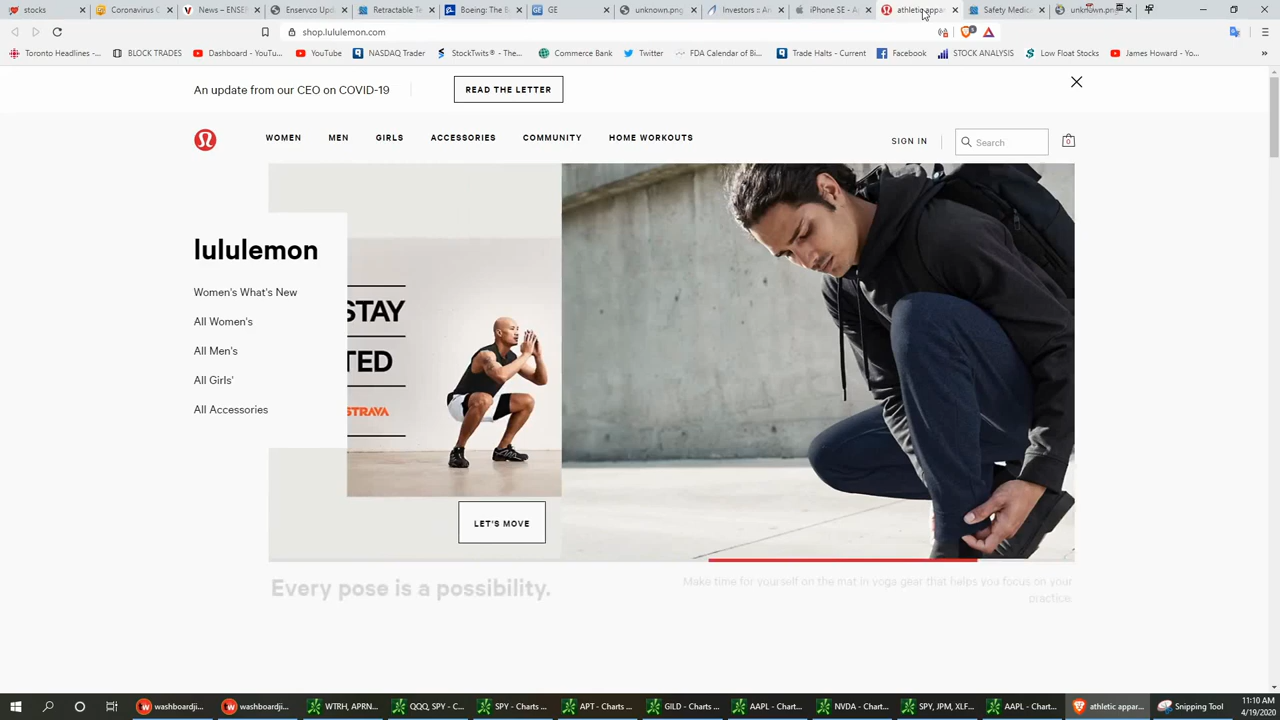 stocks
Coronavirus C
News – ENSE
Enservco Upd
Retractable Te
Boeing: The B
GE
unknown.png
Investors :: An
iPhone SE - A
athletic appa
Safety Medica
unknown.png
shop.lululemon.com
Toronto Headlines -...
BLOCK TRADES
Dashboard - YouTu...
YouTube
NASDAQ Trader
StockTwits® - The...
Commerce Bank
Twitter
FDA Calendar of Bi...
Trade Halts - Current
Facebook
STOCK ANALYSIS
Low Float Stocks
James Howard - Yo...
An update from our CEO on COVID-19
READ THE LETTER
WOMEN
MEN
GIRLS
ACCESSORIES
COMMUNITY
HOME WORKOUTS
SIGN IN
Search
0
lululemon
Women's What's New
All Women's
All Men's
All Girls'
All Accessories
STAY
TED
STRAVA
LET'S MOVE
Every pose is a possibility.
Make time for yourself on the mat in yoga gear that helps you focus on your
practice.
washboardji...
washboardji...
WTRH, APRN...
QQQ, SPY - C...
SPY - Charts ...
APT - Charts ...
GILD - Charts ...
AAPL - Charts...
NVDA - Charts...
SPY, JPM, XLF...
AAPL - Chart...
athletic appar...
Snipping Tool
11:10 AM
4/19/2020